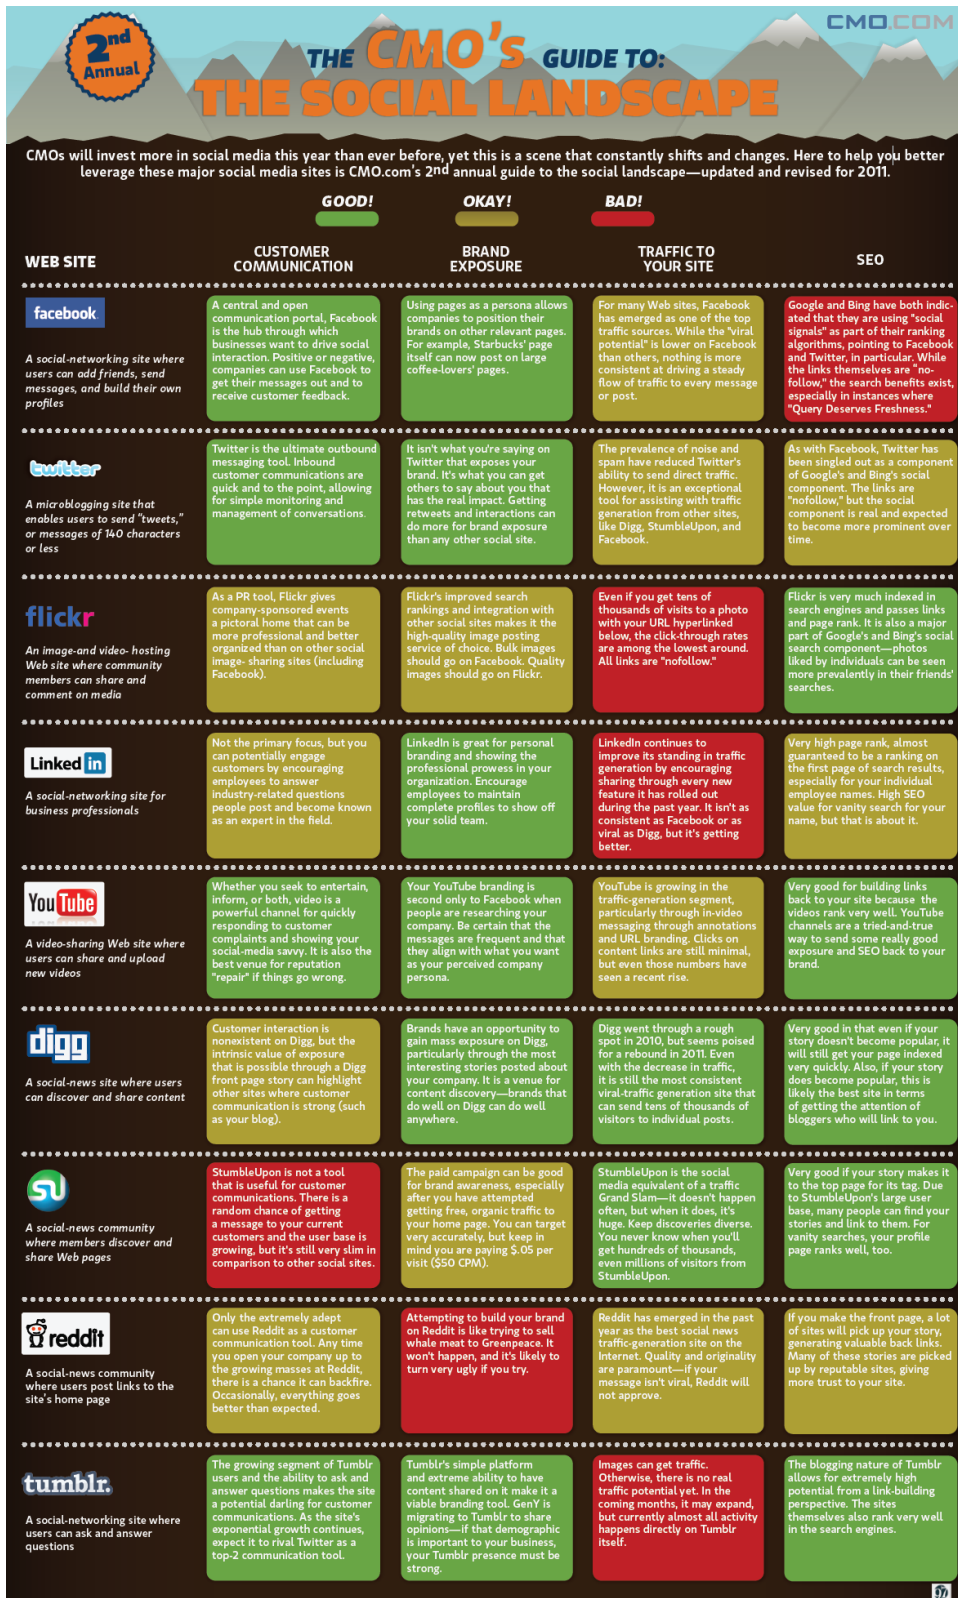 2nd
Annual
CMO.COM
THE CMO's GUIDE TO:
THE SOCIAL LANDSCAPE
CMOs will invest more in social media this year than ever before, yet this is a scene that constantly shifts and changes. Here to help you better
leverage these major social media sites is CMO.com's 2nd annual guide to the social landscape—updated and revised for 2011.
GOOD!
OKAY!
BAD!
WEB SITE
CUSTOMER
COMMUNICATION
BRAND
EXPOSURE
TRAFFIC TO
YOUR SITE
SEO
facebook
A social-networking site where
users can add friends, send
messages, and build their own
profiles
A central and open
communication portal, Facebook
is the hub through which
businesses want to drive social
interaction. Positive or negative,
companies can use Facebook to
get their messages out and to
receive customer feedback.
Using pages as a persona allows
companies to position their
brands on other relevant pages.
For example, Starbucks' page
itself can now post on large
coffee-lovers' pages.
For many Web sites, Facebook
has emerged as one of the top
traffic sources. While the "viral
potential" is lower on Facebook
than others, nothing is more
consistent at driving a steady
flow of traffic to every message
or post.
Google and Bing have both indic-
ated that they are using "social
signals" as part of their ranking
algorithms, pointing to Facebook
and Twitter, in particular. While
the links themselves are "no-
follow," the search benefits exist,
especially in instances where
"Query Deserves Freshness."
twitter
A microblogging site that
enables users to send "tweets,"
or messages of 140 characters
or less
Twitter is the ultimate outbound
messaging tool. Inbound
customer communications are
quick and to the point, allowing
for simple monitoring and
management of conversations.
It isn't what you're saying on
Twitter that exposes your
brand. It's what you can get
others to say about you that
has the real impact. Getting
retweets and interactions can
do more for brand exposure
than any other social site.
The prevalence of noise and
spam have reduced Twitter's
ability to send direct traffic.
However, it is an exceptional
tool for assisting with traffic
generation from other sites,
like Digg, StumbleUpon, and
Facebook.
As with Facebook, Twitter has
been singled out as a component
of Google's and Bing's social
component. The links are
"nofollow," but the social
component is real and expected
to become more prominent over
time.
flickr
An image-and video- hosting
Web site where community
members can share and
comment on media
As a PR tool, Flickr gives
company-sponsored events
a pictoral home that can be
more professional and better
organized than on other social
image- sharing sites (including
Facebook).
Flickr's improved search
rankings and integration with
other social sites makes it the
high-quality image posting
service of choice. Bulk images
should go on Facebook. Quality
images should go on Flickr.
Even if you get tens of
thousands of visits to a photo
with your URL hyperlinked
below, the click-through rates
are among the lowest around.
All links are "nofollow."
Flickr is very much indexed in
search engines and passes links
and page rank. It is also a major
part of Google's and Bing's social
search component—photos
liked by individuals can be seen
more prevalently in their friends'
searches.
Linked in
A social-networking site for
business professionals
Not the primary focus, but you
can potentially engage
customers by encouraging
employees to answer
industry-related questions
people post and become known
as an expert in the field.
LinkedIn is great for personal
branding and showing the
professional prowess in your
organization. Encourage
employees to maintain
complete profiles to show off
your solid team.
LinkedIn continues to
improve its standing in traffic
generation by encouraging
sharing through every new
feature it has rolled out
during the past year. It isn't as
consistent as Facebook or as
viral as Digg, but it's getting
better.
Very high page rank, almost
guaranteed to be a ranking on
the first page of search results,
especially for your individual
employee names. High SEO
value for vanity search for your
name, but that is about it.
You Tube
A video-sharing Web site where
users can share and upload
new videos
Whether you seek to entertain,
inform, or both, video is a
powerful channel for quickly
responding to customer
complaints and showing your
social-media savvy. It is also the
best venue for reputation
"repair" if things go wrong.
Your YouTube branding is
second only to Facebook when
people are researching your
company. Be certain that the
messages are frequent and that
they align with what you want
as your perceived company
persona.
YouTube is growing in the
traffic-generation segment,
particularly through in-video
messaging through annotations
and URL branding. Clicks on
content links are still minimal,
but even those numbers have
seen a recent rise.
Very good for building links
back to your site because the
videos rank very well. YouTube
channels are a tried-and-true
way to send some really good
exposure and SEO back to your
brand.
digg
A social-news site where users
can discover and share content
Customer interaction is
nonexistent on Digg, but the
intrinsic value of exposure
that is possible through a Digg
front page story can highlight
other sites where customer
communication is strong (such
as your blog).
Brands have an opportunity to
gain mass exposure on Digg,
particularly through the most
interesting stories posted about
your company. It is a venue for
content discovery—brands that
do well on Digg can do well
anywhere.
Digg went through a rough
spot in 2010, but seems poised
for a rebound in 2011. Even
with the decrease in traffic,
it is still the most consistent
viral-traffic generation site that
can send tens of thousands of
visitors to individual posts.
Very good in that even if your
story doesn't become popular, it
will still get your page indexed
very quickly. Also, if your story
does become popular, this is
likely the best site in terms
of getting the attention of
bloggers who will link to you.
SU
A social-news community
where members discover and
share Web pages
StumbleUpon is not a tool
that is useful for customer
communications. There is a
random chance of getting
a message to your current
customers and the user base is
growing, but it's still very slim in
comparison to other social sites.
The paid campaign can be good
for brand awareness, especially
after you have attempted
getting free, organic traffic to
your home page. You can target
very accurately, but keep in
mind you are paying $.05 per
visit ($50 CPM).
StumbleUpon is the social
media equivalent of a traffic
Grand Slam—it doesn't happen
often, but when it does, it's
huge. Keep discoveries diverse.
You never know when you'll
get hundreds of thousands,
even millions of visitors from
StumbleUpon.
Very good if your story makes it
to the top page for its tag. Due
to StumbleUpon's large user
base, many people can find your
stories and link to them. For
vanity searches, your profile
page ranks well, too.
reddit
A social-news community
where users post links to the
site's home page
Only the extremely adept
can use Reddit as a customer
communication tool. Any time
you open your company up to
the growing masses at Reddit,
there is a chance it can backfire.
Occasionally, everything goes
better than expected.
Attempting to build your brand
on Reddit is like trying to sell
whale meat to Greenpeace. It
won't happen, and it's likely to
turn very ugly if you try.
Reddit has emerged in the past
year as the best social news
traffic-generation site on the
Internet. Quality and originality
are paramount—if your
message isn't viral, Reddit will
not approve.
If you make the front page, a lot
of sites will pick up your story,
generating valuable back links.
Many of these stories are picked
up by reputable sites, giving
more trust to your site.
tumblr.
A social-networking site where
users can ask and answer
questions
The growing segment of Tumblr
users and the ability to ask and
answer questions makes the site
a potential darling for customer
communications. As the site's
exponential growth continues,
expect it to rival Twitter as a
top-2 communication tool.
Tumblr's simple platform
and extreme ability to have
content shared on it make it a
viable branding tool. GenY is
migrating to Tumblr to share
opinions—if that demographic
is important to your business,
your Tumblr presence must be
strong.
Images can get traffic.
Otherwise, there is no real
traffic potential yet. In the
coming months, it may expand,
but currently almost all activity
happens directly on Tumblr
itself.
The blogging nature of Tumblr
allows for extremely high
potential from a link-building
perspective. The sites
themselves also rank very well
in the search engines.